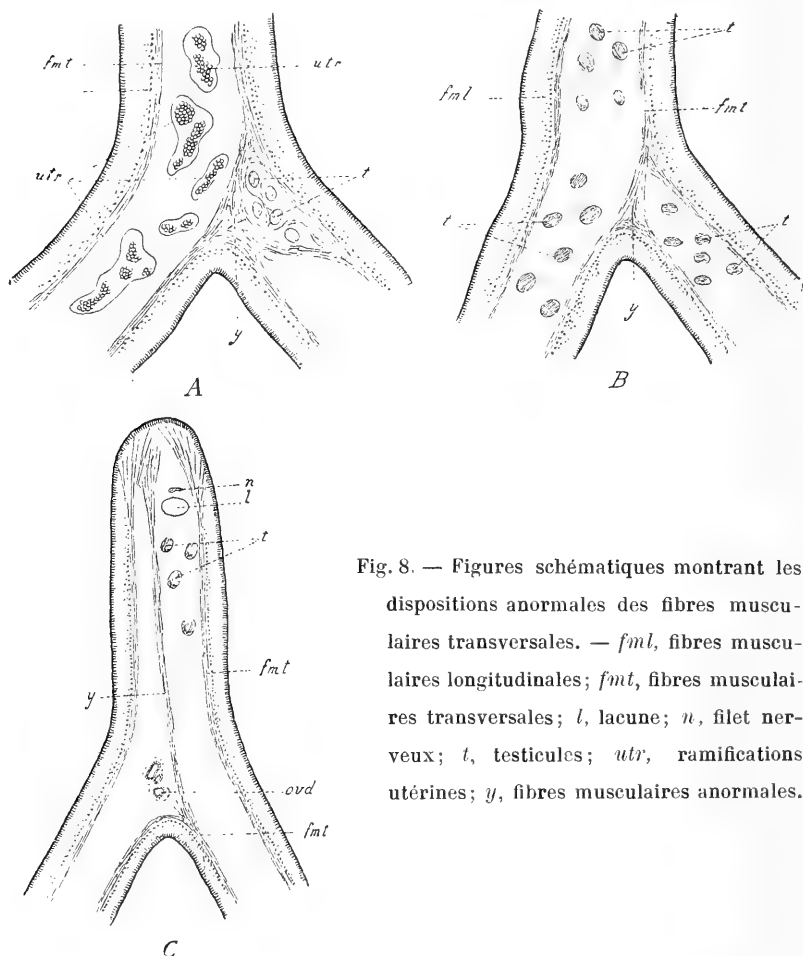 fmt
utr
utr
t
y
A
t
fml
fmt
t
t
y
B
n
l
t
fmt
y
ovd
fmt
C
Fig. 8. — Figures schématiques montrant les
dispositions anormales des fibres muscu-
laires transversales. — fml, fibres muscu-
laires longitudinales; fmt, fibres musculai-
res transversales; l, lacune; n, filet ner-
veux; t, testicules; utr, ramifications
utérines; y, fibres musculaires anormales.